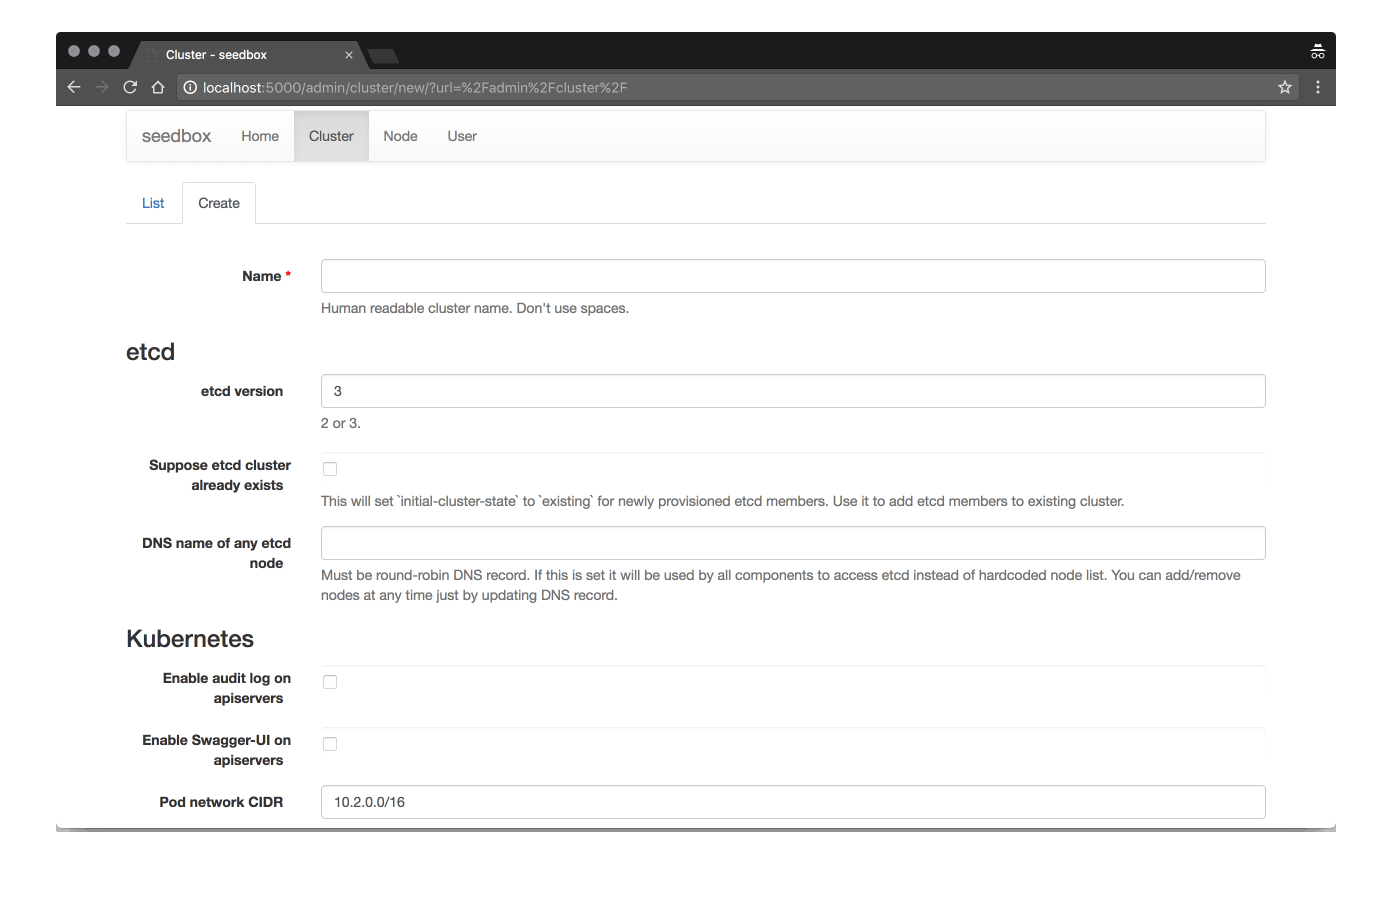 Cluster - seedbox
localhost:5000/admin/cluster/new/?url=%2Fadmin%2Fcluster%2F
seedbox Home Cluster Node User
List Create
Name *
Human readable cluster name. Don't use spaces.
etcd
etcd version 3
2 or 3.
Suppose etcd cluster
already exists
This will set `initial-cluster-state` to `existing` for newly provisioned etcd members. Use it to add etcd members to existing cluster.
DNS name of any etcd
node
Must be round-robin DNS record. If this is set it will be used by all components to access etcd instead of hardcoded node list. You can add/remove
nodes at any time just by updating DNS record.
Kubernetes
Enable audit log on
apiservers
Enable Swagger-UI on
apiservers
Pod network CIDR 10.2.0.0/16